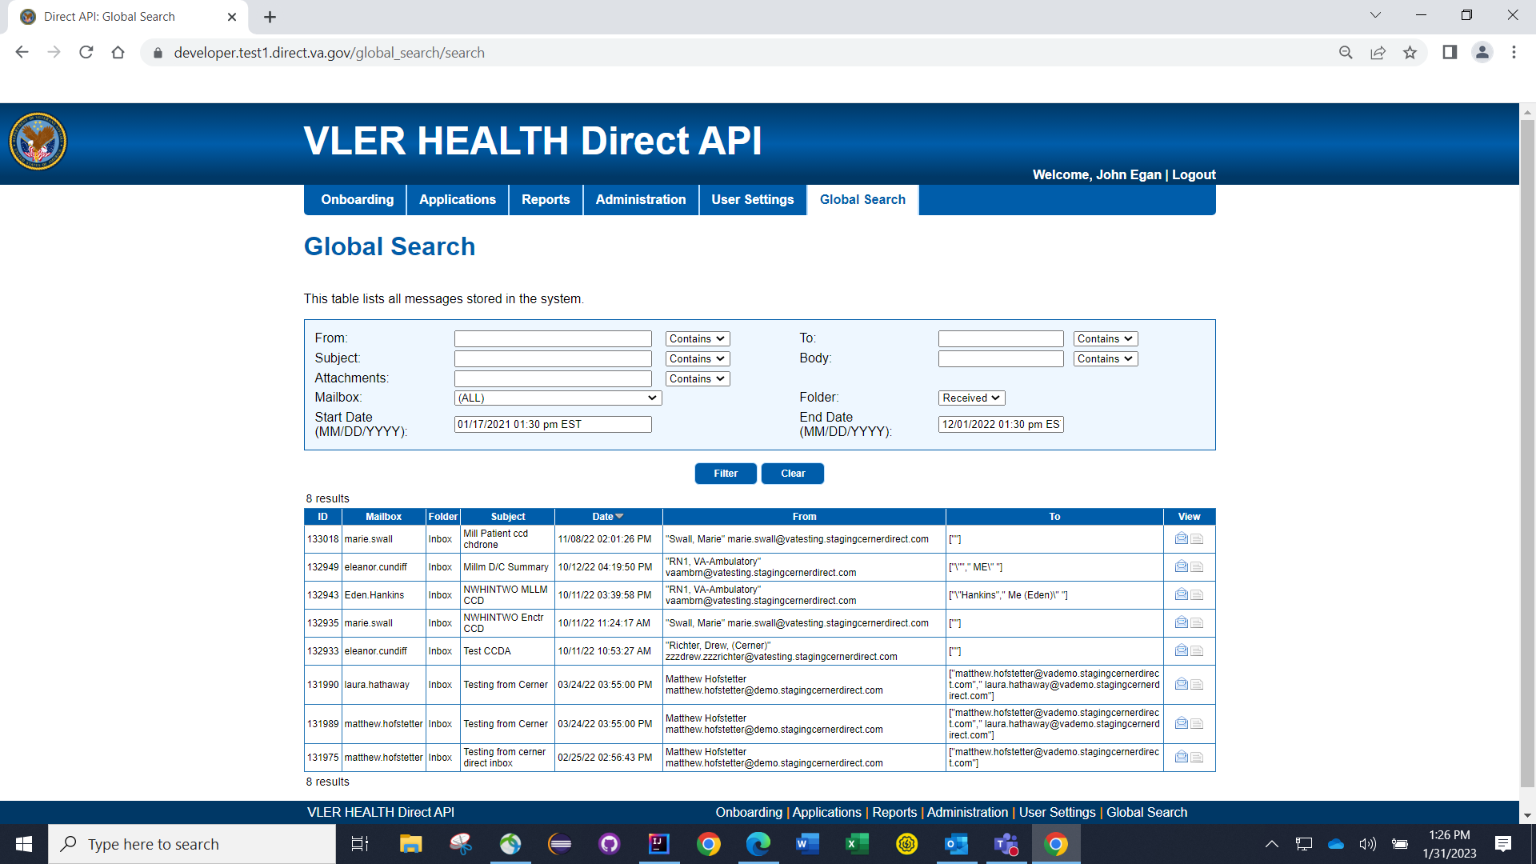 Direct API: Global Search
developer.test1.direct.va.gov/global_search/search
VLER HEALTH Direct API
Welcome, John Egan | Logout
Onboarding Applications Reports Administration User Settings Global Search
Global Search
This table lists all messages stored in the system.
From: Contains To: Contains
Subject: Contains Body: Contains
Attachments: Contains
Mailbox: (ALL) Folder: Received
Start Date (MM/DD/YYYY): 01/17/2021 01:30 pm EST End Date (MM/DD/YYYY): 12/01/2022 01:30 pm ES
Filter Clear
8 results
ID Mailbox Folder Subject Date From To View
133018 marie.swall Inbox Mill Patient ccd chdrone 11/08/22 02:01:26 PM "Swall, Marie" marie.swall@vatesting.stagingcernerdirect.com [""]
132949 eleanor.cundiff Inbox Millm D/C Summary 10/12/22 04:19:50 PM "RN1, VA-Ambulatory" vaambrn@vatesting.stagingcernerdirect.com ["\""," ME\" "]
132943 Eden.Hankins Inbox NWHINTWO MLLM CCD 10/11/22 03:39:58 PM "RN1, VA-Ambulatory" vaambrn@vatesting.stagingcernerdirect.com ["\"Hankins"," Me (Eden)\" "]
132935 marie.swall Inbox NWHINTWO Enctr CCD 10/11/22 11:24:17 AM "Swall, Marie" marie.swall@vatesting.stagingcernerdirect.com [""]
132933 eleanor.cundiff Inbox Test CCDA 10/11/22 10:53:27 AM "Richter, Drew, (Cerner)" zzzdrew.zzzrichter@vatesting.stagingcernerdirect.com [""]
131990 laura.hathaway Inbox Testing from Cerner 03/24/22 03:55:00 PM Matthew Hofstetter matthew.hofstetter@demo.stagingcernerdirect.com ["matthew.hofstetter@vademo.stagingcernerdirect.com"," laura.hathaway@vademo.stagingcernerdirect.com"]
131989 matthew.hofstetter Inbox Testing from Cerner 03/24/22 03:55:00 PM Matthew Hofstetter matthew.hofstetter@demo.stagingcernerdirect.com ["matthew.hofstetter@vademo.stagingcernerdirect.com"," laura.hathaway@vademo.stagingcernerdirect.com"]
131975 matthew.hofstetter Inbox Testing from cerner direct inbox 02/25/22 02:56:43 PM Matthew Hofstetter matthew.hofstetter@demo.stagingcernerdirect.com ["matthew.hofstetter@vademo.stagingcernerdirect.com"]
8 results
VLER HEALTH Direct API Onboarding | Applications | Reports | Administration | User Settings | Global Search
Type here to search
1:26 PM
1/31/2023